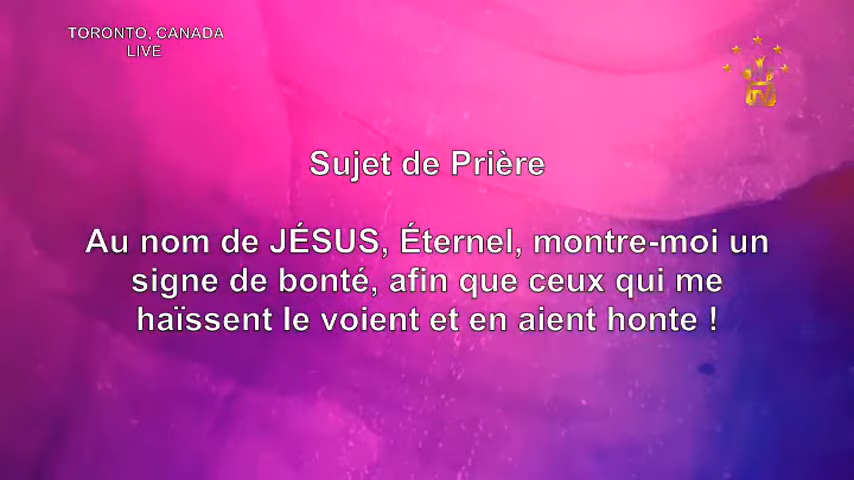 TORONTO, CANADA
LIVE
Sujet de Prière
Au nom de JÉSUS, Éternel, montre-moi un
signe de bonté, afin que ceux qui me
haïssent le voient et en aient honte !